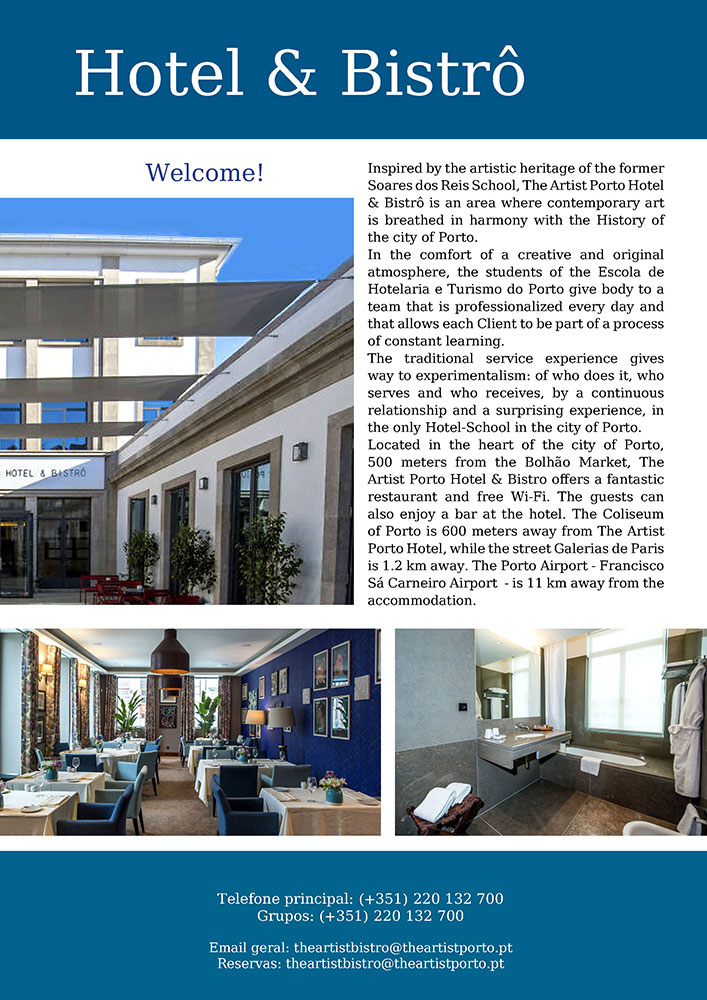 Hotel & Bistrô
Welcome!
Inspired by the artistic heritage of the former
Soares dos Reis School, The Artist Porto Hotel
& Bistrô is an area where contemporary art
is breathed in harmony with the History of
the city of Porto.
In the comfort of a creative and original
atmosphere, the students of the Escola de
Hotelaria e Turismo do Porto give body to a
team that is professionalized every day and
that allows each Client to be part of a process
of constant learning.
The traditional service experience gives
way to experimentalism: of who does it, who
serves and who receives, by a continuous
relationship and a surprising experience, in
the only Hotel-School in the city of Porto.
Located in the heart of the city of Porto,
500 meters from the Bolhão Market, The
Artist Porto Hotel & Bistro offers a fantastic
restaurant and free Wi-Fi. The guests can
also enjoy a bar at the hotel. The Coliseum
of Porto is 600 meters away from The Artist
Porto Hotel, while the street Galerias de Paris
is 1.2 km away. The Porto Airport - Francisco
Sá Carneiro Airport - is 11 km away from the
accommodation.
HOTEL & BISTRÔ
Telefone principal: (+351) 220 132 700
Grupos: (+351) 220 132 700
Email geral: theartistbistro@theartistporto.pt
Reservas: theartistbistro@theartistporto.pt